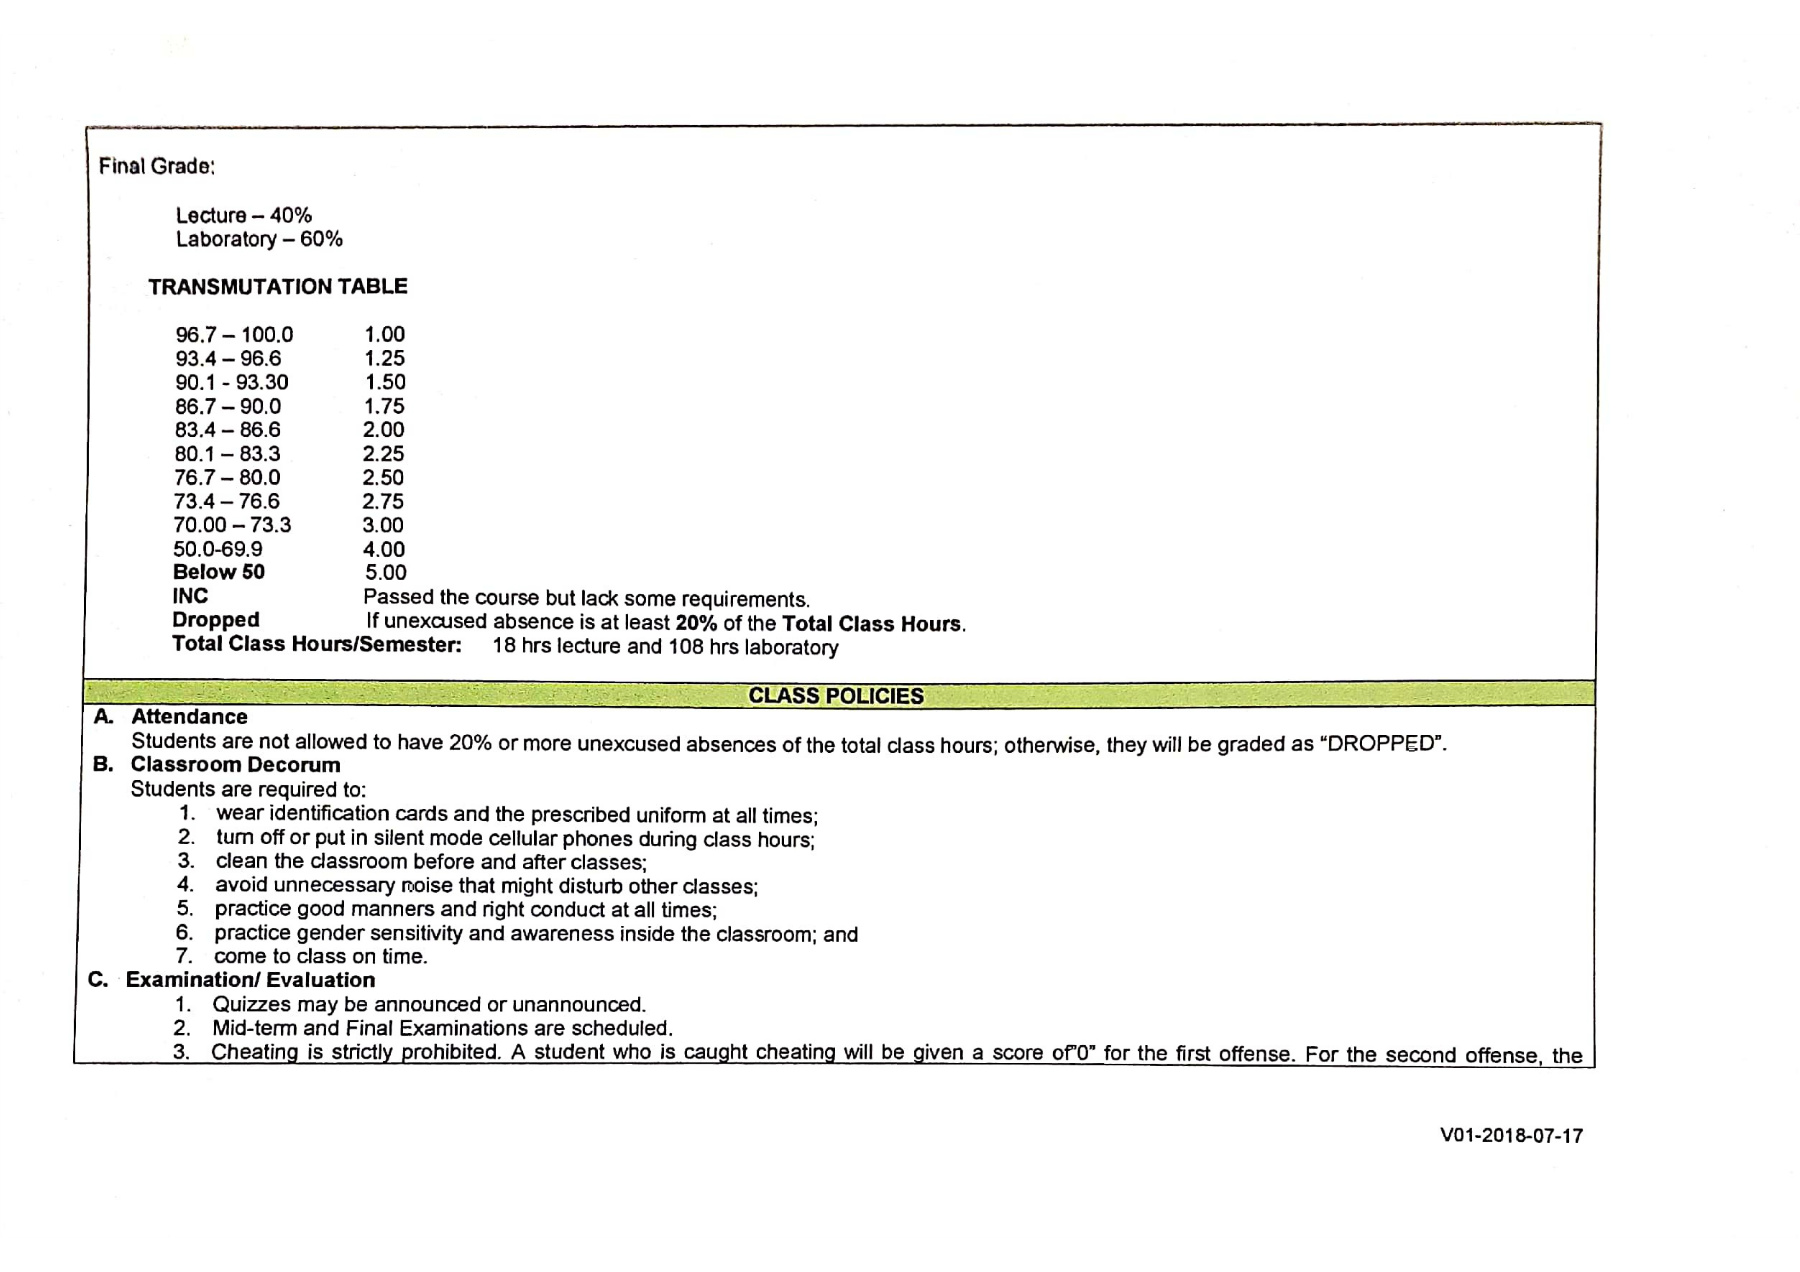 Final Grade:
Lecture – 40%
Laboratory – 60%
TRANSMUTATION TABLE
96.7 – 100.0 1.00
93.4 – 96.6 1.25
90.1 - 93.30 1.50
86.7 – 90.0 1.75
83.4 – 86.6 2.00
80.1 – 83.3 2.25
76.7 – 80.0 2.50
73.4 – 76.6 2.75
70.00 – 73.3 3.00
50.0-69.9 4.00
Below 50 5.00
INC Passed the course but lack some requirements.
Dropped If unexcused absence is at least 20% of the Total Class Hours.
Total Class Hours/Semester: 18 hrs lecture and 108 hrs laboratory
CLASS POLICIES
A. Attendance
Students are not allowed to have 20% or more unexcused absences of the total class hours; otherwise, they will be graded as “DROPPED”.
B. Classroom Decorum
Students are required to:
1. wear identification cards and the prescribed uniform at all times;
2. turn off or put in silent mode cellular phones during class hours;
3. clean the classroom before and after classes;
4. avoid unnecessary noise that might disturb other classes;
5. practice good manners and right conduct at all times;
6. practice gender sensitivity and awareness inside the classroom; and
7. come to class on time.
C. Examination/ Evaluation
1. Quizzes may be announced or unannounced.
2. Mid-term and Final Examinations are scheduled.
3. Cheating is strictly prohibited. A student who is caught cheating will be given a score of”0” for the first offense. For the second offense, the
V01-2018-07-17